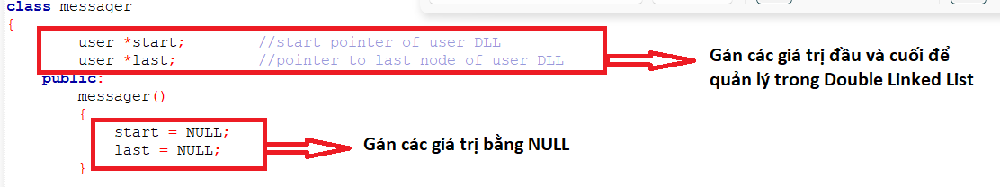 class messager
{
user *start; //start pointer of user DLL
user *last; //pointer to last node of user DLL
Gán các giá trị đầu và cuối để
quản lý trong Double Linked List
public:
messager()
{
start = NULL;
last = NULL;
Gán các giá trị bằng NULL
}